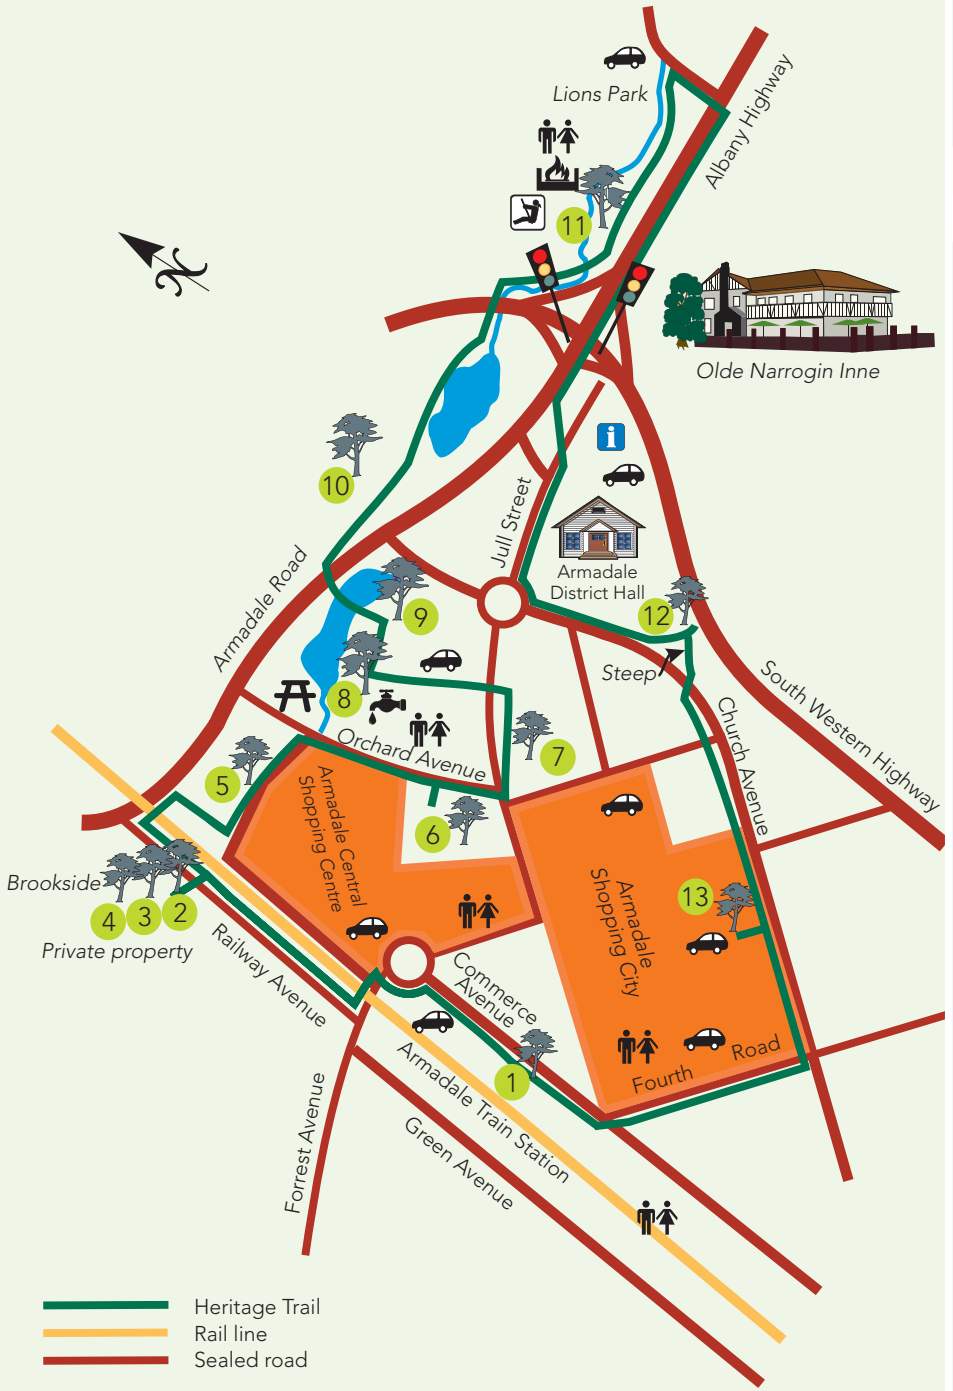 Lions Park
Albany Highway
11
N
Olde Narrogin Inne
i
10
Jull Street
Armadale
District Hall
Armadale Road
9
12
Steep
8
South Western Highway
Church Avenue
Orchard Avenue
7
5
Armadale Central
Shopping Centre
6
Brookside
4
3
2
Private property
13
Armadale
Shopping City
Railway Avenue
Commerce
Avenue
Road
Fourth
1
Armadale Train Station
Forrest Avenue
Green Avenue
Heritage Trail
Rail line
Sealed road